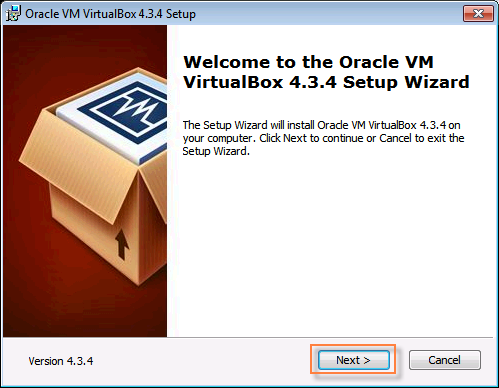 Oracle VM VirtualBox 4.3.4 Setup
Welcome to the Oracle VM
VirtualBox 4.3.4 Setup Wizard
The Setup Wizard will install Oracle VM VirtualBox 4.3.4 on
your computer. Click Next to continue or Cancel to exit the
Setup Wizard.
Version 4.3.4
Next >
Cancel